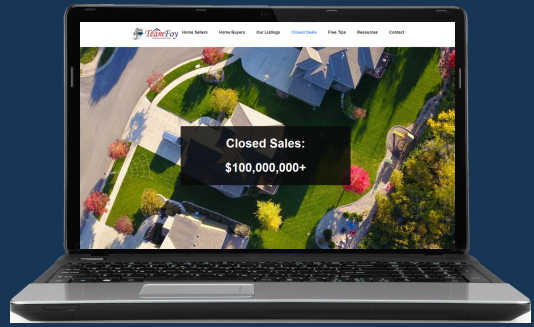 TeamFoy Home Sellers Home Buyers Our Listings Closed Deals Free Tips Resources Contact
Closed Sales:
$100,000,000+